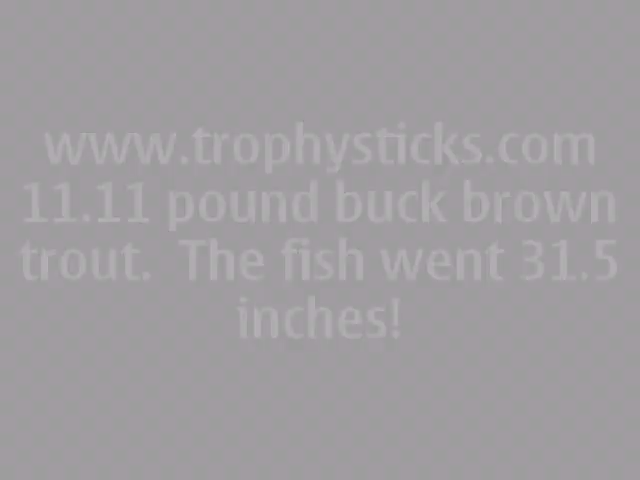 www.trophysticks.com
11.11 pound buck brown
trout.  The fish went 31.5
inches!